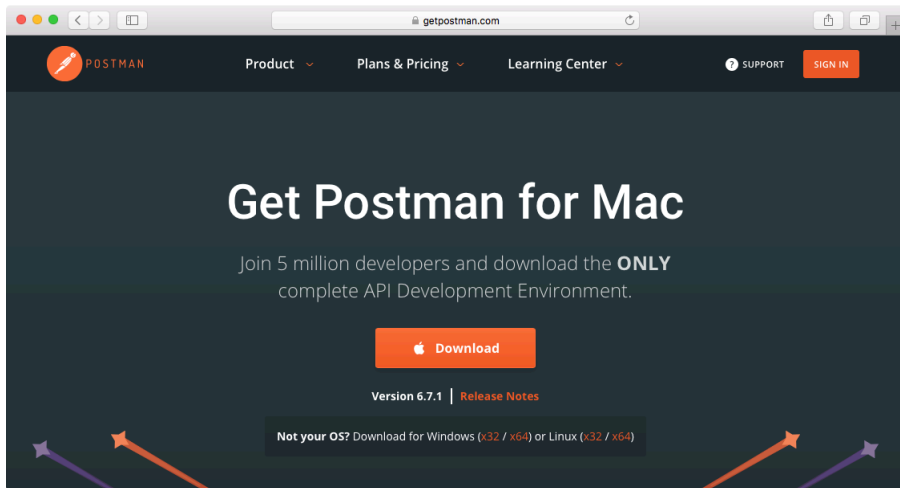 getpostman.com
POSTMAN
Product
Plans & Pricing
Learning Center
? SUPPORT
SIGN IN
Get Postman for Mac
Join 5 million developers and download the ONLY
complete API Development Environment.
Download
Version 6.7.1 | Release Notes
Not your OS? Download for Windows (x32 / x64) or Linux (x32 / x64)